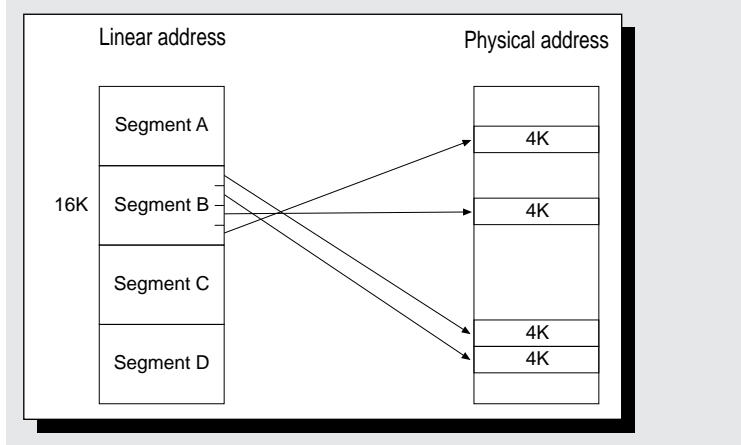 Linear address
Physical address
Segment A
4K
16K
Segment B
4K
Segment C
4K
Segment D
4K